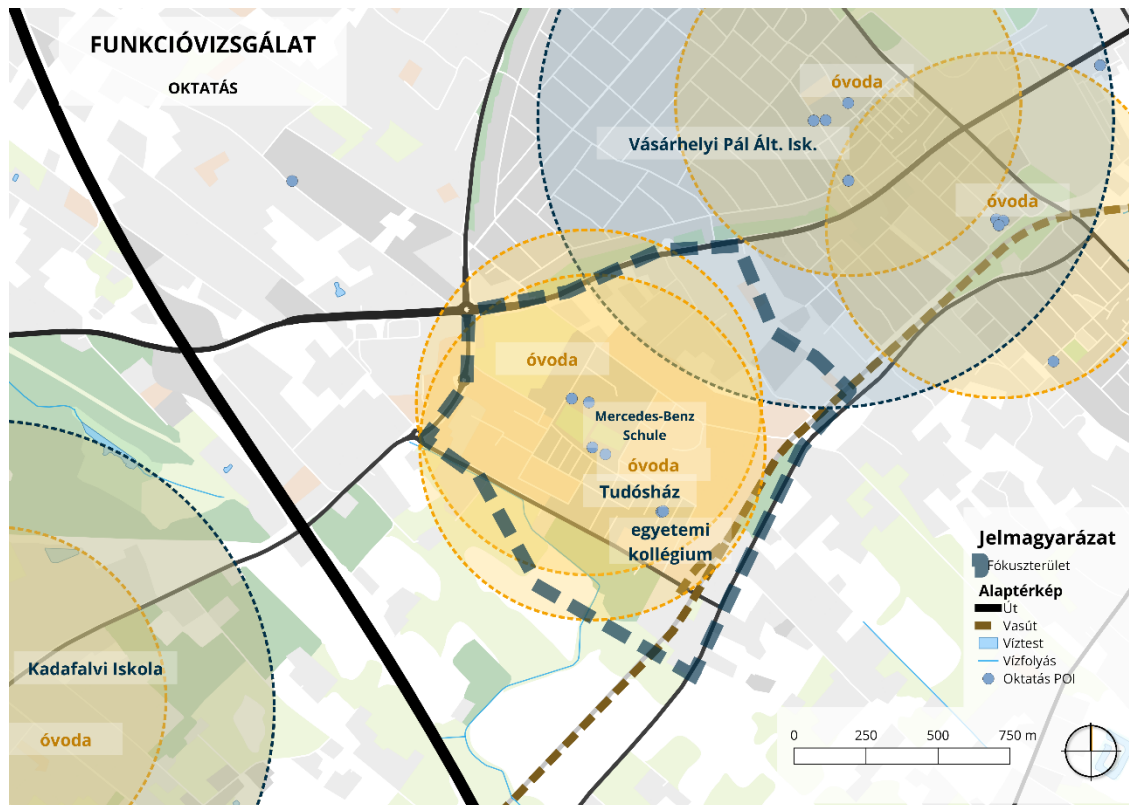 FUNKCIÓVIZSGÁLAT
OKTATÁS
óvoda
Vásárhelyi Pál Ált. Isk.
óvoda
óvoda
Mercedes-Benz
Schule
óvoda
Tudósház
egyetemi
kollégium
Kadafalvi Iskola
óvoda
Jelmagyarázat
Fókuszterület
Alaptérkép
Út
Vasút
Víztest
Vízfolyás
Oktatás POI
0 250 500 750 m